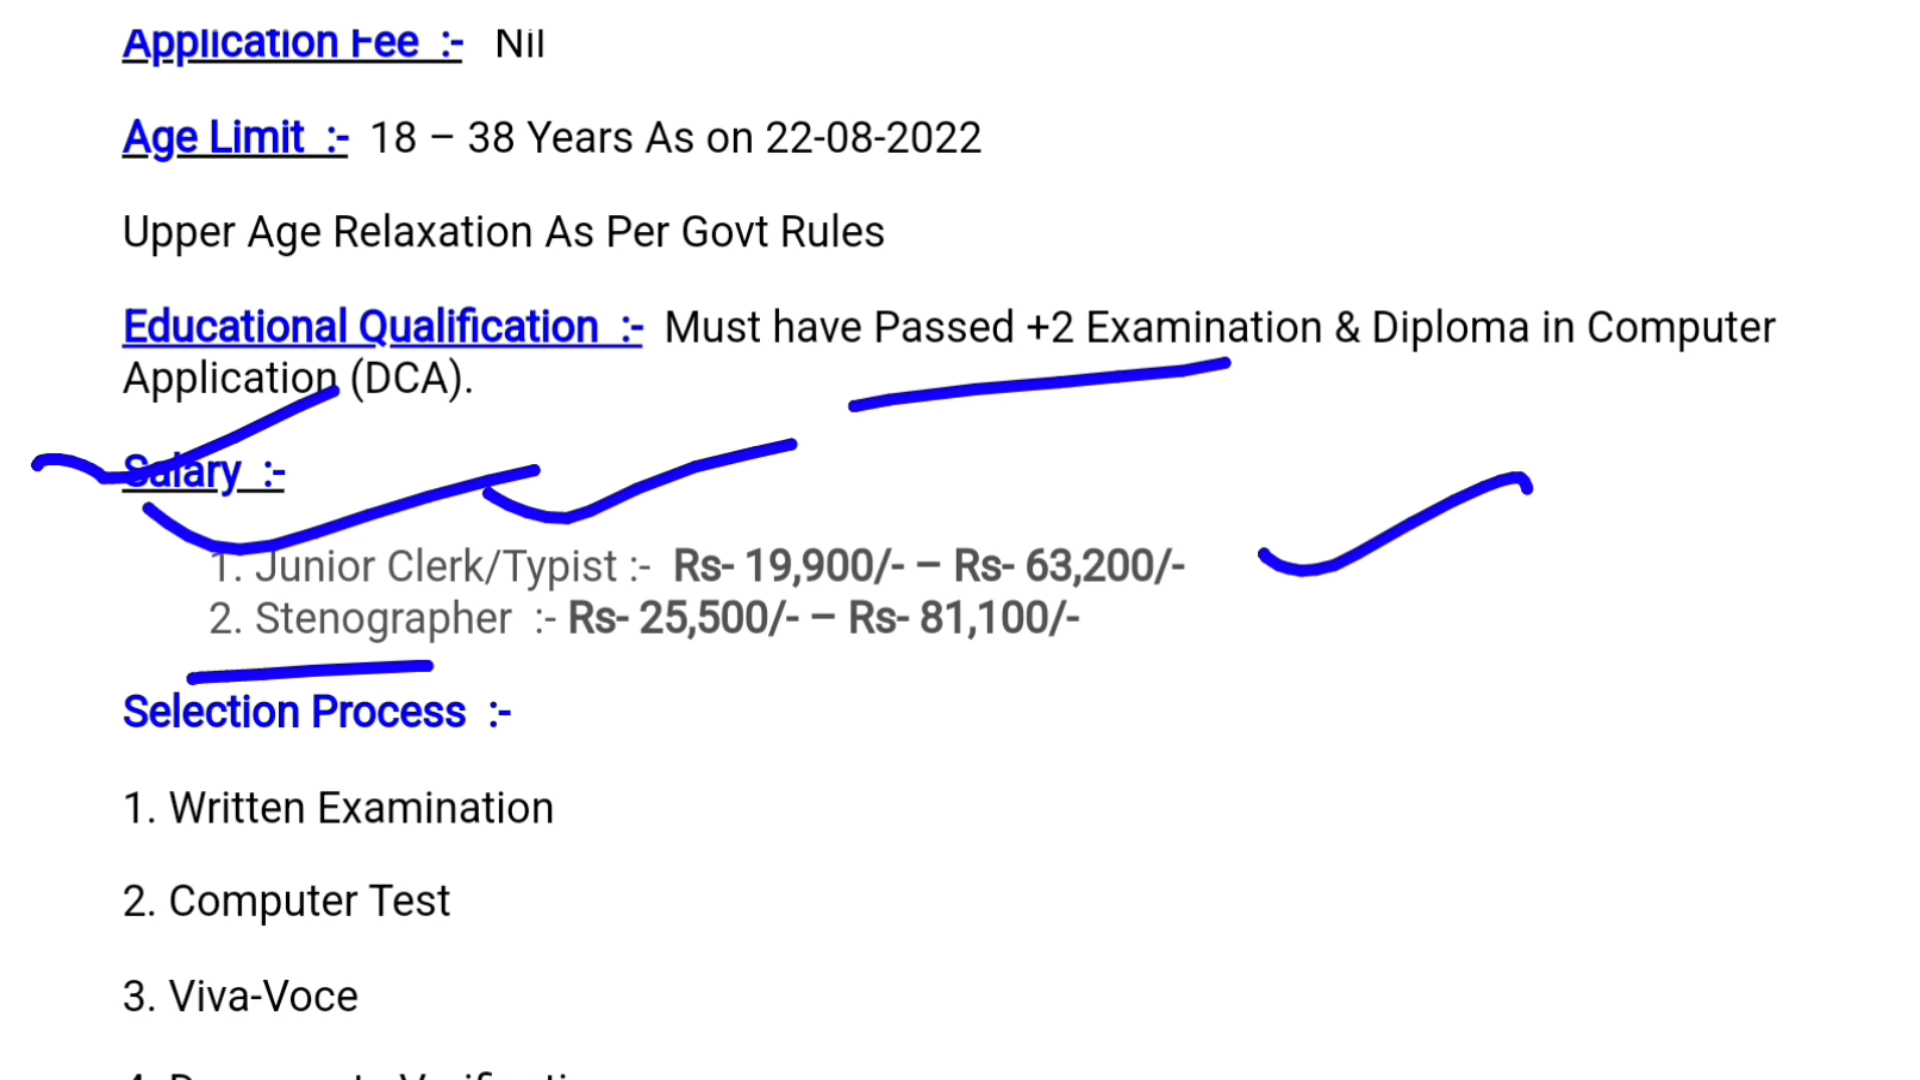 Application Fee :- Nil
Age Limit :- 18 – 38 Years As on 22-08-2022
Upper Age Relaxation As Per Govt Rules
Educational Qualification :- Must have Passed +2 Examination & Diploma in Computer
Application (DCA).
Salary :-
1. Junior Clerk/Typist :- Rs- 19,900/- – Rs- 63,200/-
2. Stenographer :- Rs- 25,500/- – Rs- 81,100/-
Selection Process :-
1. Written Examination
2. Computer Test
3. Viva-Voce